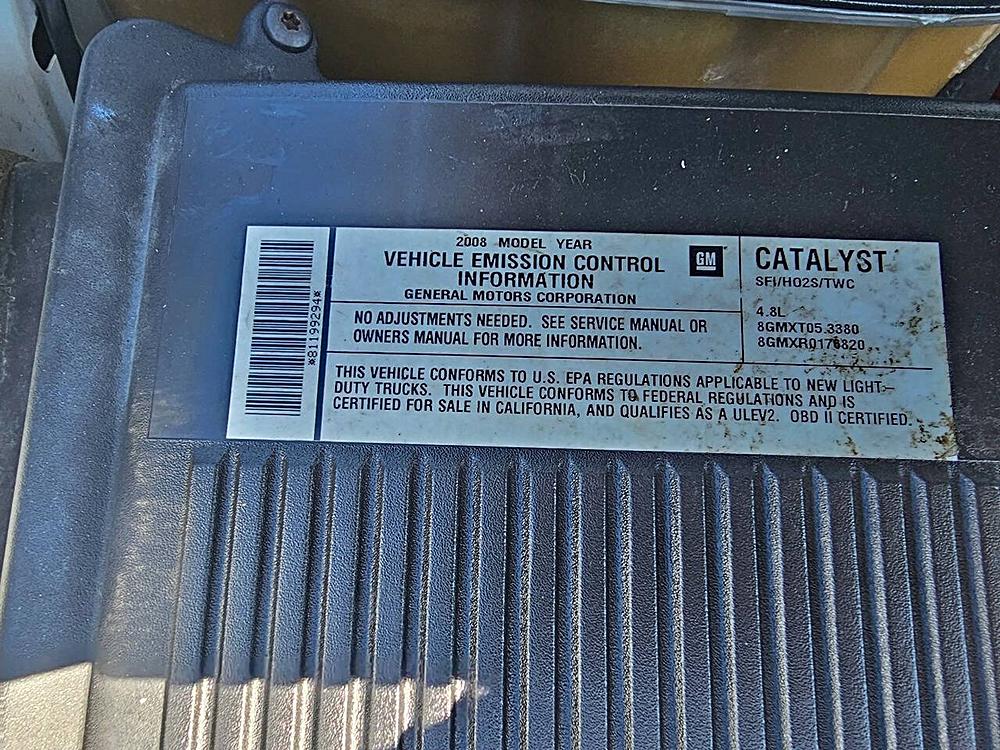 *81199294*
2008 MODEL YEAR
VEHICLE EMISSION CONTROL
INFORMATION
GENERAL MOTORS CORPORATION
GM
NO ADJUSTMENTS NEEDED. SEE SERVICE MANUAL OR
OWNERS MANUAL FOR MORE INFORMATION.
CATALYST
SFI/HO2S/TWC
4.8L
8GMXT05.3380
8GMXR0176820
THIS VEHICLE CONFORMS TO U.S. EPA REGULATIONS APPLICABLE TO NEW LIGHT-
DUTY TRUCKS. THIS VEHICLE CONFORMS TO FEDERAL REGULATIONS AND IS
CERTIFIED FOR SALE IN CALIFORNIA, AND QUALIFIES AS A ULEV2. OBD II CERTIFIED.